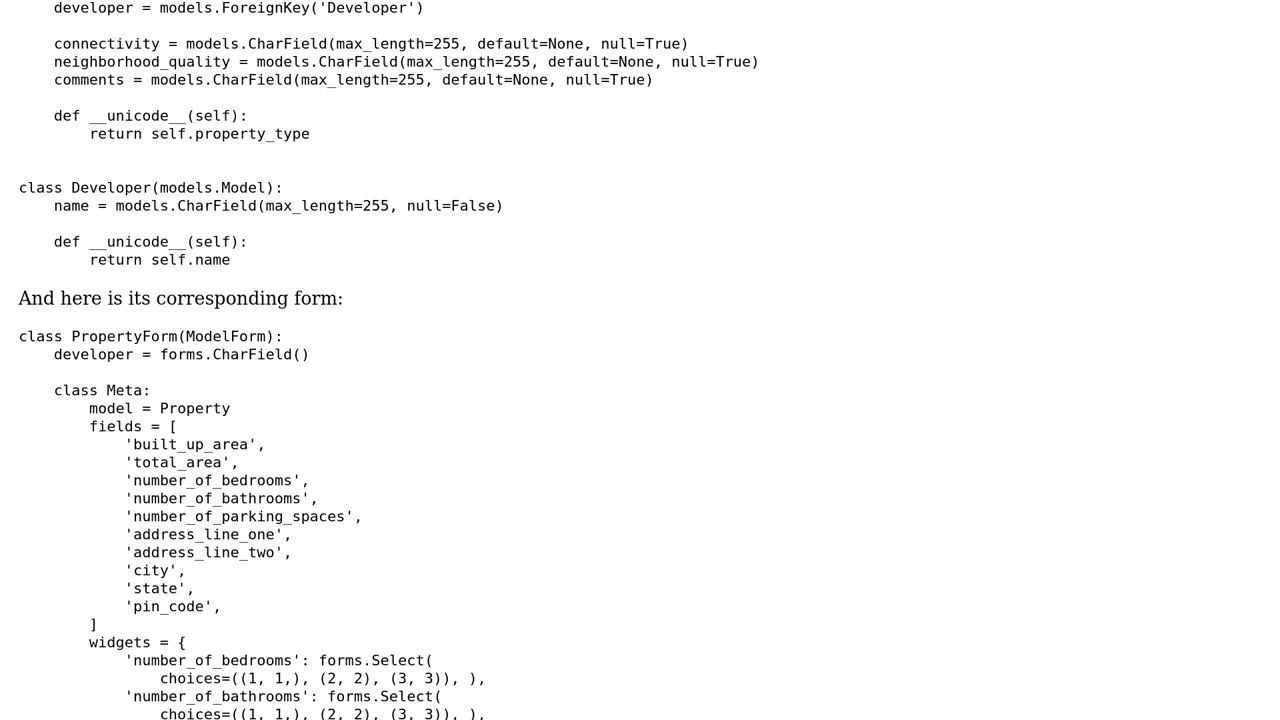 developer = models.ForeignKey('Developer')
    connectivity = models.CharField(max_length=255, default=None, null=True)
    neighborhood_quality = models.CharField(max_length=255, default=None, null=True)
    comments = models.CharField(max_length=255, default=None, null=True)
    def __unicode__(self):
        return self.property_type
class Developer(models.Model):
    name = models.CharField(max_length=255, null=False)
    def __unicode__(self):
        return self.name
And here is its corresponding form:
class PropertyForm(ModelForm):
    developer = forms.CharField()
    class Meta:
        model = Property
        fields = [
            'built_up_area',
            'total_area',
            'number_of_bedrooms',
            'number_of_bathrooms',
            'number_of_parking_spaces',
            'address_line_one',
            'address_line_two',
            'city',
            'state',
            'pin_code',
        ]
        widgets = {
            'number_of_bedrooms': forms.Select(
                choices=((1, 1,), (2, 2), (3, 3)), ),
            'number_of_bathrooms': forms.Select(
                choices=((1, 1,), (2, 2), (3, 3)), ),